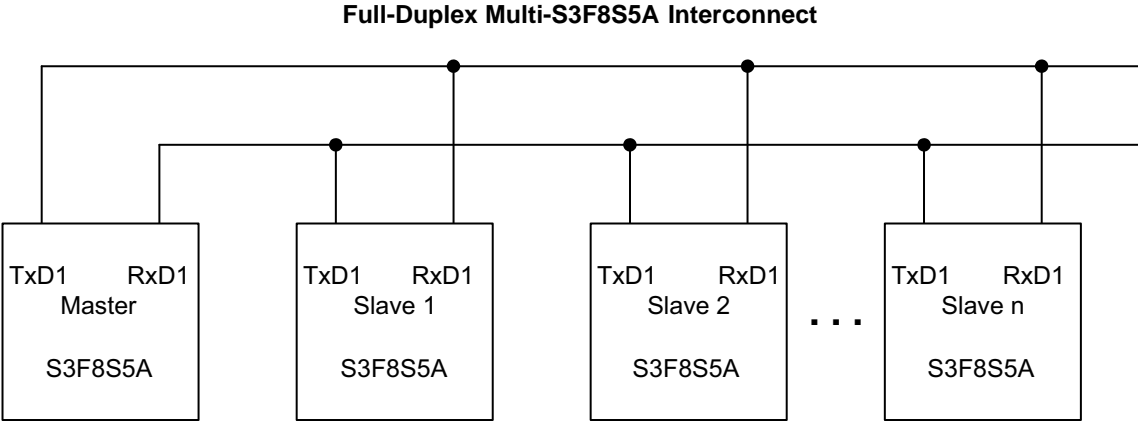 Full-Duplex Multi-S3F8S5A Interconnect
TxD1 RxD1
Master
S3F8S5A
TxD1 RxD1
Slave 1
S3F8S5A
TxD1 RxD1
Slave 2
S3F8S5A
. . .
TxD1 RxD1
Slave n
S3F8S5A